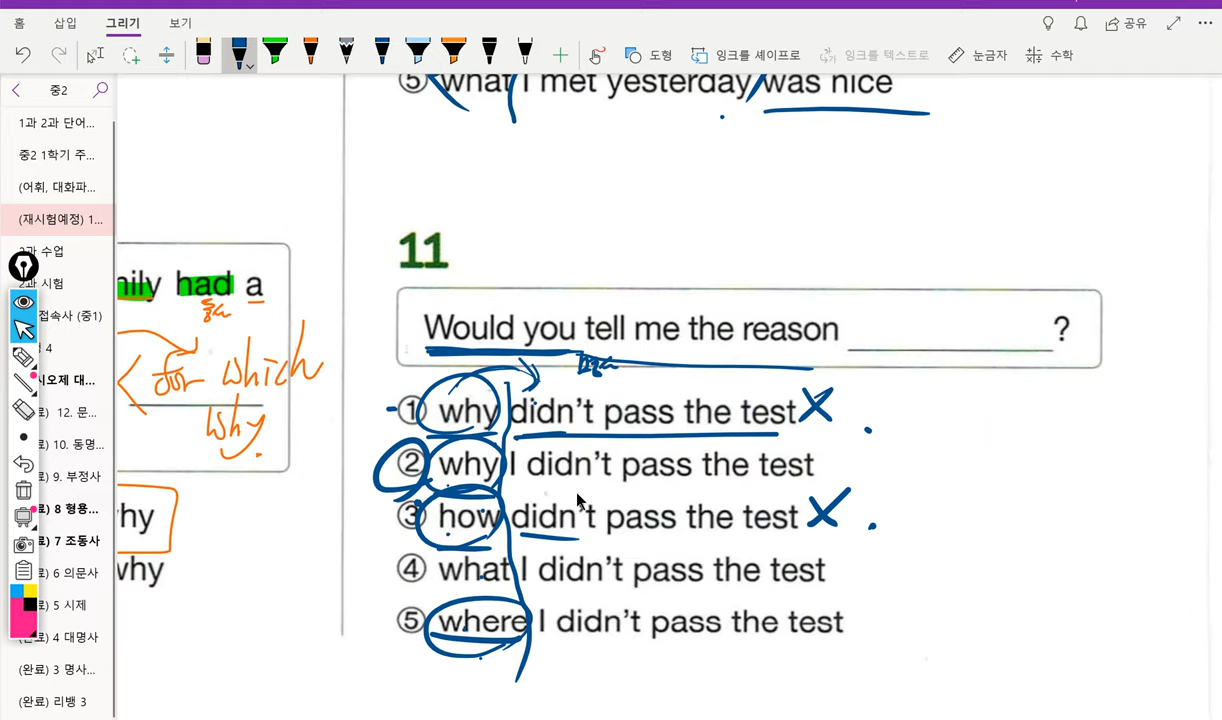 홈 삽입 그리기 보기
공유
도형 잉크를 셰이프로 잉크를 텍스트로 눈금자 수학
중2
1과 2과 단어...
중2 1학기 주...
(어휘, 대화파...
(재시험예정) 1...
2과 수업
2과 시험
접속사 (중1)
4
시오제 대...
료) 12. 문...
료) 10. 동명...
료) 9. 부정사
료) 8 형용...
료) 7 조동사
료) 6 의문사
료) 5 시제
(완료) 4 대명사
(완료) 3 명사...
(완료) 리뱅 3
mily had a
동사
for which
why.
why
why
⑤ what I met yesterday was nice
11
Would you tell me the reason ____________ ?
① why didn't pass the test X
② why I didn't pass the test
③ how didn't pass the test X
④ what I didn't pass the test
⑤ where I didn't pass the test